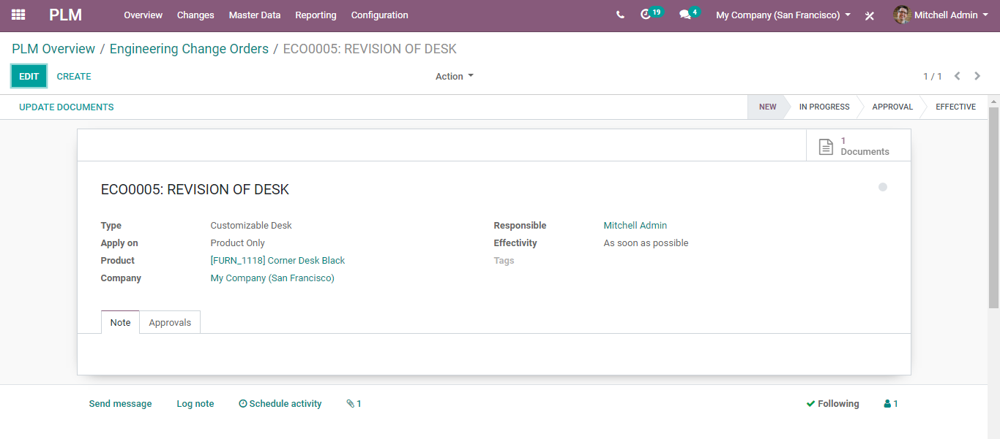 PLM Overview Changes Master Data Reporting Configuration 19 4 My Company (San Francisco) Mitchell Admin
PLM Overview / Engineering Change Orders / ECO0005: REVISION OF DESK
EDIT CREATE Action 1 / 1
UPDATE DOCUMENTS NEW IN PROGRESS APPROVAL EFFECTIVE
1
Documents
ECO0005: REVISION OF DESK
Type Customizable Desk Responsible Mitchell Admin
Apply on Product Only Effectivity As soon as possible
Product [FURN_1118] Corner Desk Black Tags
Company My Company (San Francisco)
Note Approvals
Send message Log note Schedule activity 1 Following 1